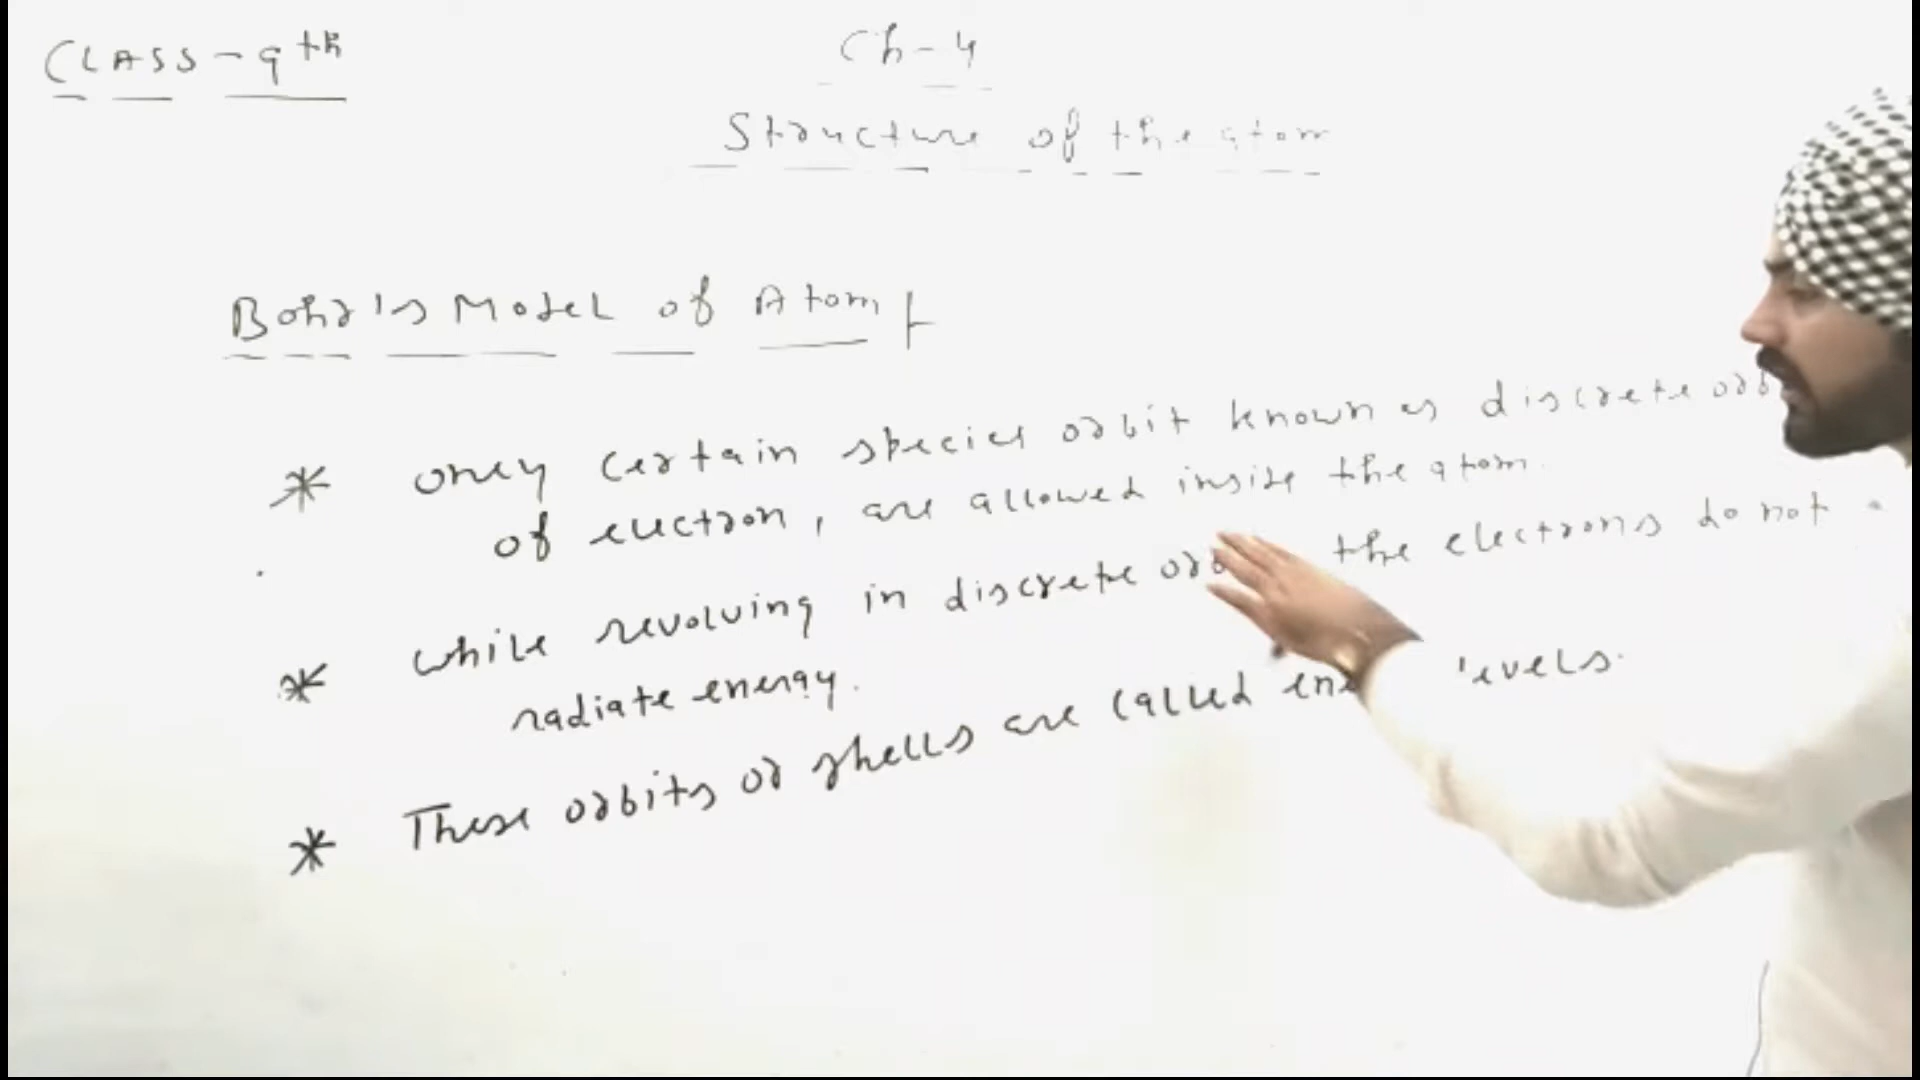 CLASS-9th
Ch-4
Structure of the atom
Bohr's Model of Atom
* only certain species orbit known as discrete orb
of electron, are allowed inside the atom.
* while revolving in discrete orb the electrons do not
radiate energy.
* These orbits or shells are called ene levels.